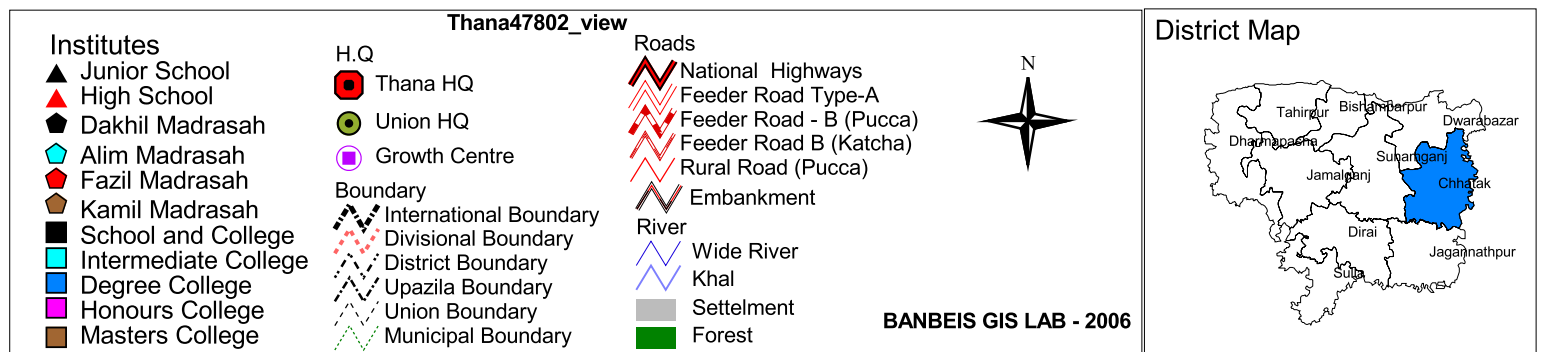 Thana47802_view
Institutes
Junior School
High School
Dakhil Madrasah
Alim Madrasah
Fazil Madrasah
Kamil Madrasah
School and College
Intermediate College
Degree College
Honours College
Masters College
H.Q
Thana HQ
Union HQ
Growth Centre
Boundary
International Boundary
Divisional Boundary
District Boundary
Upazila Boundary
Union Boundary
Municipal Boundary
Roads
National Highways
Feeder Road Type-A
Feeder Road - B (Pucca)
Feeder Road B (Katcha)
Rural Road (Pucca)
Embankment
River
Wide River
Khal
Settelment
Forest
N
BANBEIS GIS LAB - 2006
District Map
Tahirpur
Bishamparpur
Dwarabazar
Dharmapasha
Sunamganj
Jamalganj
Chhatak
Dirai
Jagannathpur
Sulla